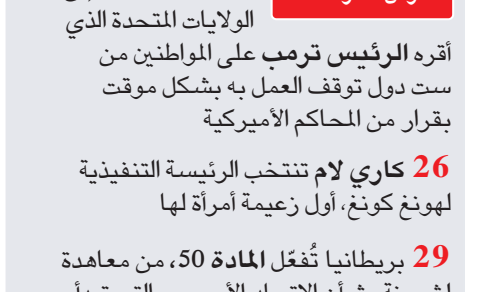 الولايات المتحدة الذي
أقره الرئيس ترمب على المواطنين من
ست دول توقف العمل به بشكل موقت
بقرار من المحاكم الأميركية
26 كاري لام تنتخب الرئيسة التنفيذية
لهونغ كونغ، أول زعيمة أمرأة لها
29 بريطانيا تُفعّل المادة 50، من معاهدة